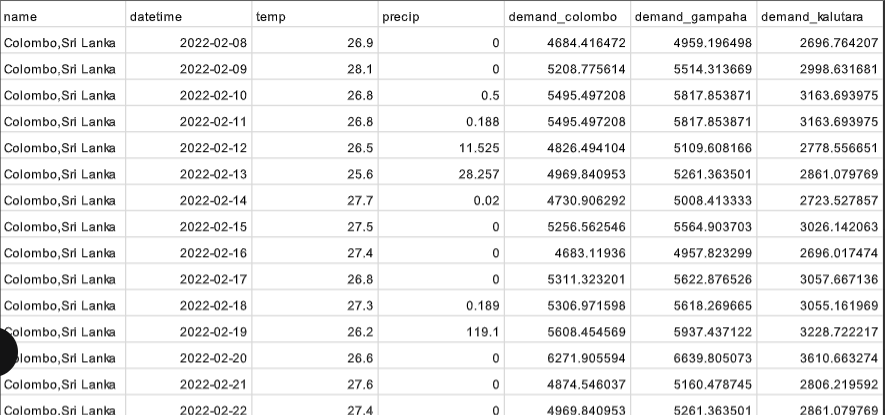 name datetime temp precip demand_colombo demand_gampaha demand_kalutara
Colombo,Sri Lanka 2022-02-08 26.9 0 4684.416472 4959.196498 2696.764207
Colombo,Sri Lanka 2022-02-09 28.1 0 5208.775614 5514.313669 2998.631681
Colombo,Sri Lanka 2022-02-10 26.8 0.5 5495.497208 5817.853871 3163.693975
Colombo,Sri Lanka 2022-02-11 26.8 0.188 5495.497208 5817.853871 3163.693975
Colombo,Sri Lanka 2022-02-12 26.5 11.525 4826.494104 5109.608166 2778.556651
Colombo,Sri Lanka 2022-02-13 25.6 28.257 4969.840953 5261.363501 2861.079769
Colombo,Sri Lanka 2022-02-14 27.7 0.02 4730.906292 5008.413333 2723.527857
Colombo,Sri Lanka 2022-02-15 27.5 0 5256.562546 5564.903703 3026.142063
Colombo,Sri Lanka 2022-02-16 27.4 0 4683.11936 4957.823299 2696.017474
Colombo,Sri Lanka 2022-02-17 26.8 0 5311.323201 5622.876526 3057.667136
Colombo,Sri Lanka 2022-02-18 27.3 0.189 5306.971598 5618.269665 3055.161969
Colombo,Sri Lanka 2022-02-19 26.2 119.1 5608.454569 5937.437122 3228.722217
Colombo,Sri Lanka 2022-02-20 26.6 0 6271.905594 6639.805073 3610.663274
Colombo,Sri Lanka 2022-02-21 27.6 0 4874.546037 5160.478745 2806.219592
Colombo,Sri Lanka 2022-02-22 27.4 0 4969.840953 5261.363501 2861.079769